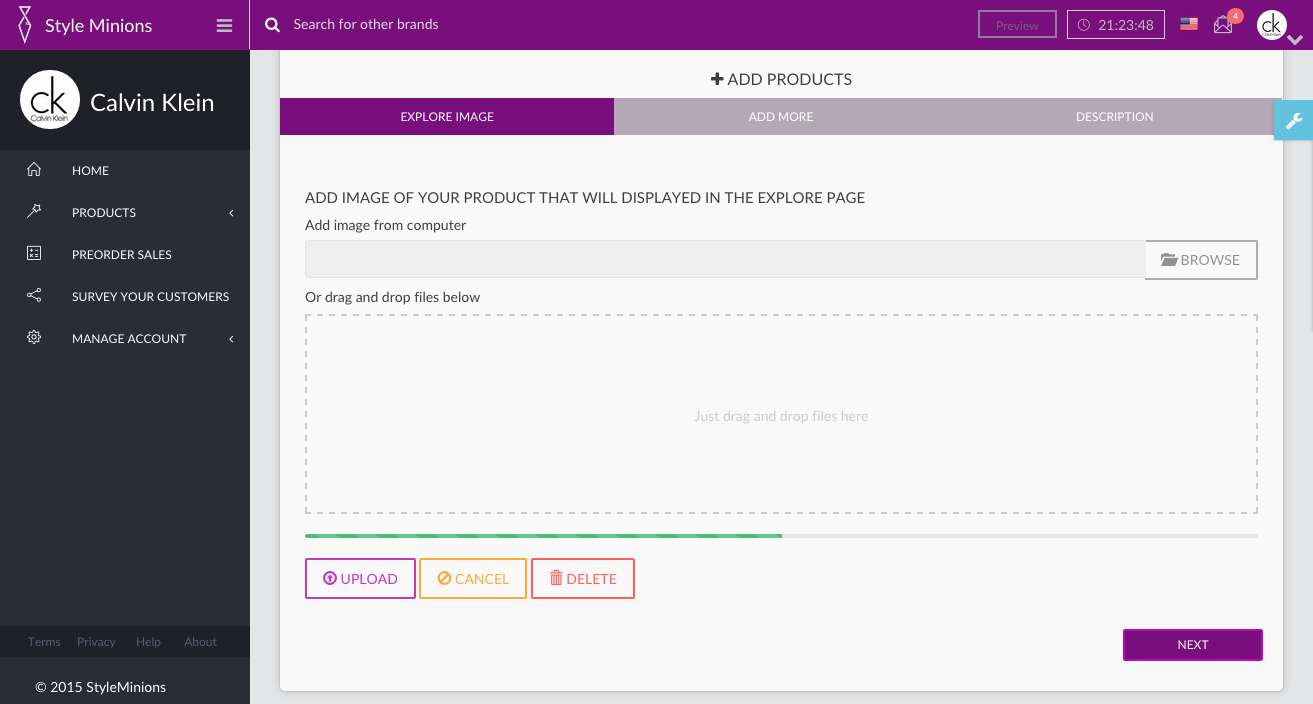 Style Minions
Search for other brands
Preview
21:23:48
4
ck
Calvin Klein
ck
Calvin Klein
Calvin Klein
HOME
PRODUCTS
PREORDER SALES
SURVEY YOUR CUSTOMERS
MANAGE ACCOUNT
Terms Privacy Help About
© 2015 StyleMinions
ADD PRODUCTS
EXPLORE IMAGE ADD MORE DESCRIPTION
ADD IMAGE OF YOUR PRODUCT THAT WILL DISPLAYED IN THE EXPLORE PAGE
Add image from computer
BROWSE
Or drag and drop files below
Just drag and drop files here
UPLOAD CANCEL DELETE
NEXT